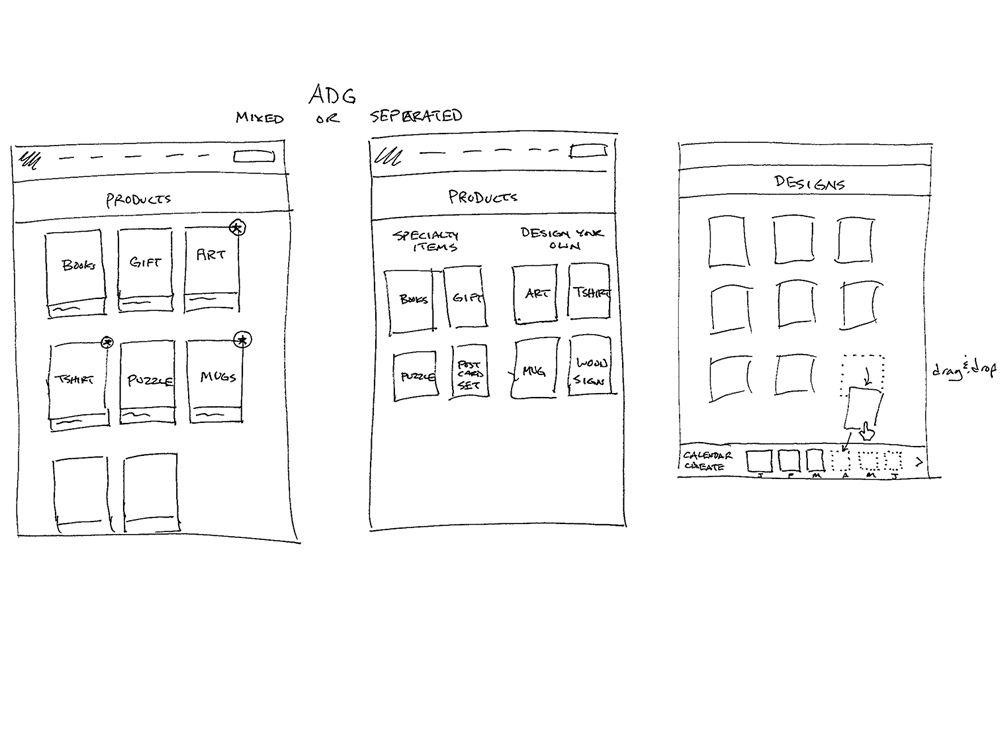 ADG
MIXED OR SEPERATED
PRODUCTS
BOOKS GIFT ART
TSHIRT PUZZLE MUGS
PRODUCTS
SPECIALTY
ITEMS
DESIGN YOUR
OWN
BOOKS GIFT ART TSHIRT
PUZZLE
POST
CARD
SET
MUG
WOOD
SIGN
DESIGNS
drag & drop
CALENDAR
CREATE
J F M A M J